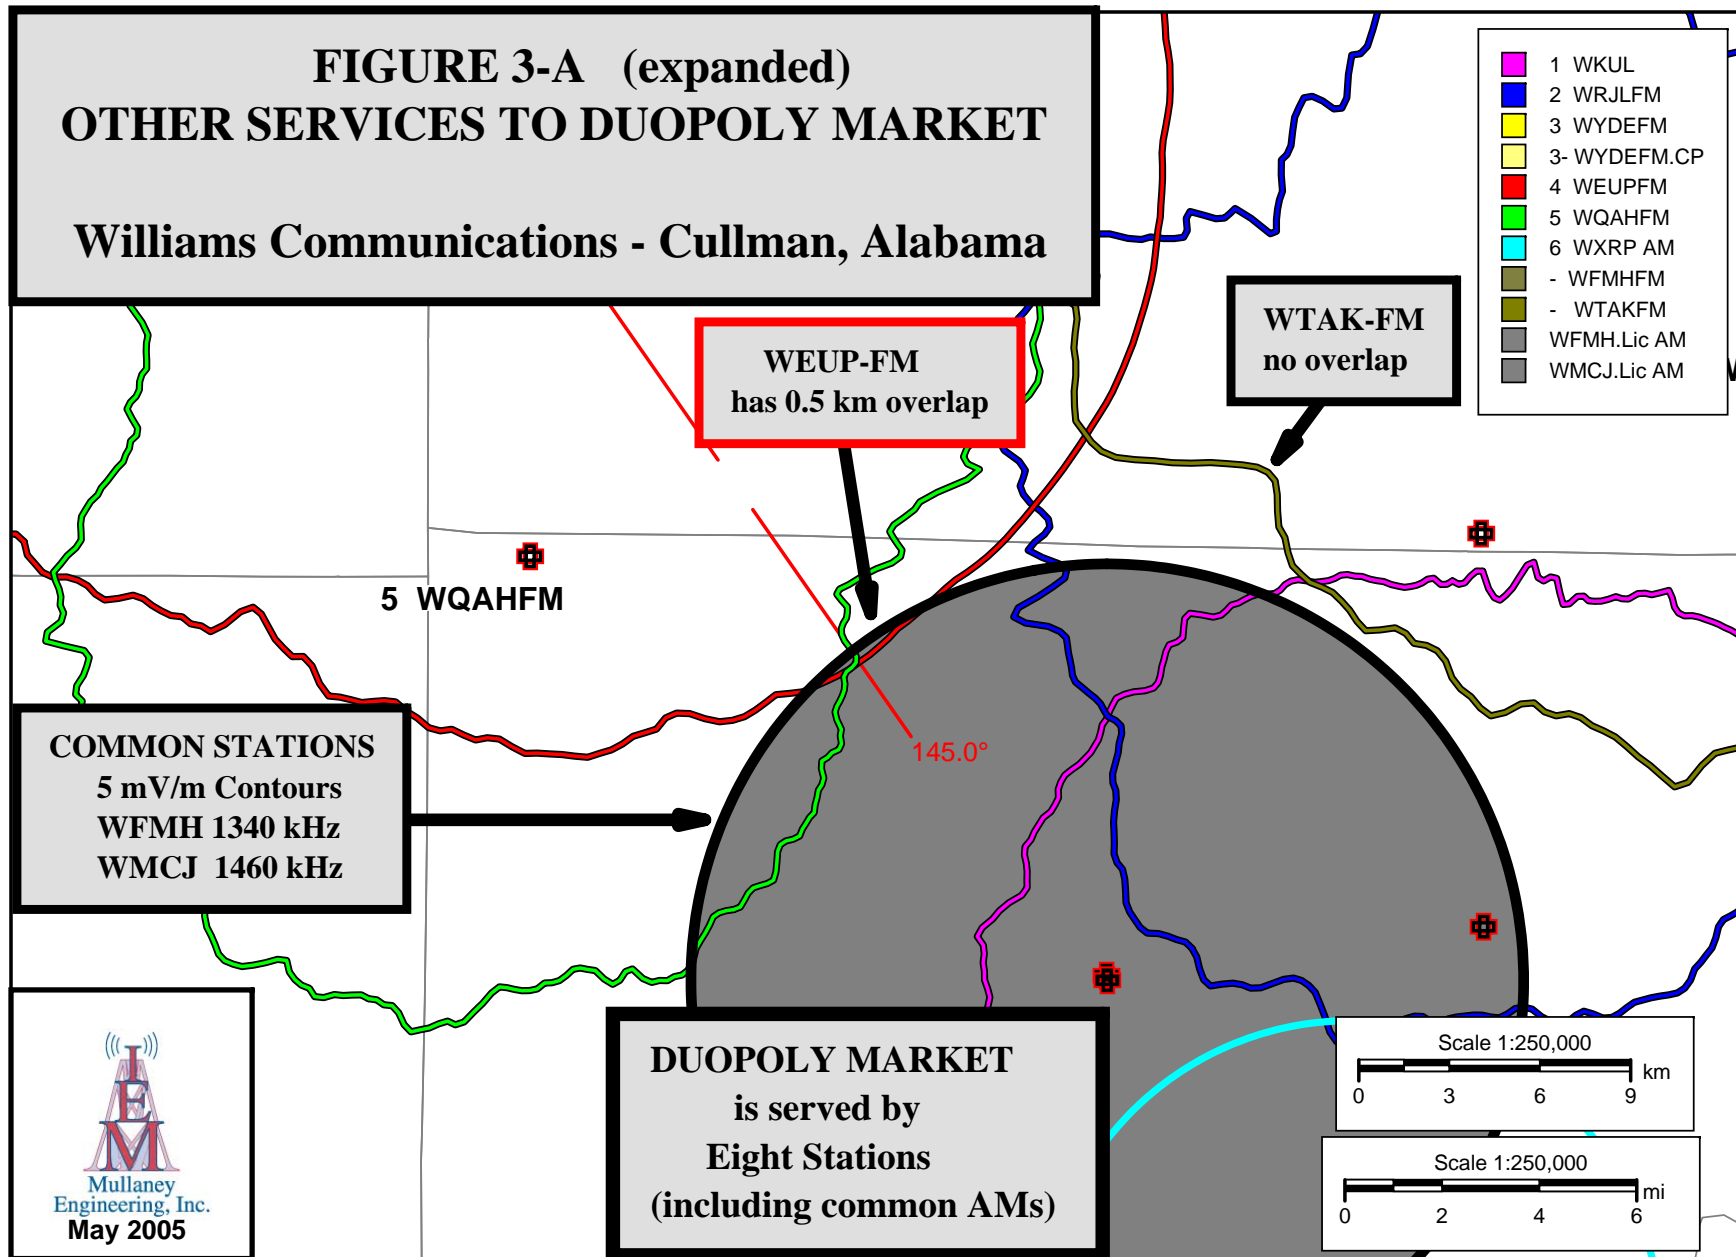 FIGURE 3-A (expanded)
OTHER SERVICES TO DUOPOLY MARKET
Williams Communications - Cullman, Alabama
1 WKUL
2 WRJLFM
3 WYDEFM
3- WYDEFM.CP
4 WEUPFM
5 WQAHFM
6 WXRP AM
- WFMHFM
- WTAKFM
WFMH.Lic AM
WMCJ.Lic AM
WTAK-FM
no overlap
WEUP-FM
has 0.5 km overlap
5 WQAHFM
145.0°
COMMON STATIONS
5 mV/m Contours
WFMH 1340 kHz
WMCJ 1460 kHz
DUOPOLY MARKET
is served by
Eight Stations
(including common AMs)
Scale 1:250,000
km
0 3 6 9
Scale 1:250,000
mi
0 2 4 6
IEM
Mullaney
Engineering, Inc.
May 2005